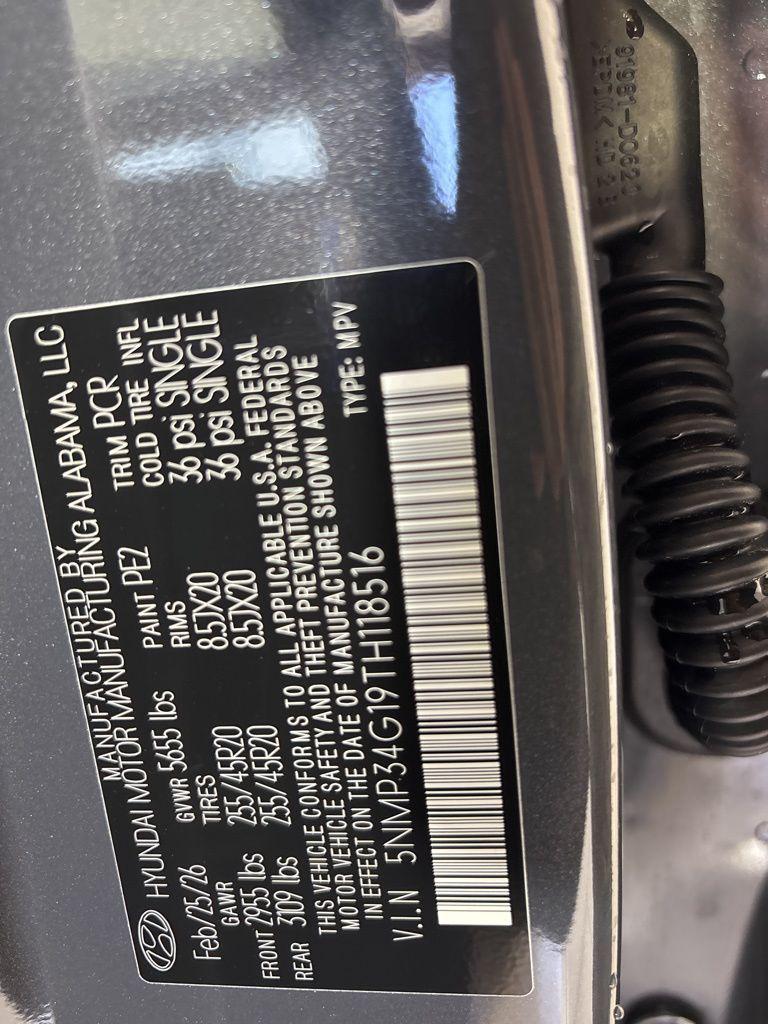 MANUFACTURED BY
HYUNDAI MOTOR MANUFACTURING ALABAMA, LLC
Feb/25/26 GVWR 5655 lbs PAINT PE2 TRIM PCR
GAWR TIRES RIMS COLD TIRE INFL
FRONT 2955 lbs 255/45R20 8.5JX20 36 psi SINGLE
REAR 3109 lbs 255/45R20 8.5JX20 36 psi SINGLE
THIS VEHICLE CONFORMS TO ALL APPLICABLE U.S.A. FEDERAL
MOTOR VEHICLE SAFETY AND THEFT PREVENTION STANDARDS
IN EFFECT ON THE DATE OF MANUFACTURE SHOWN ABOVE
V.I.N 5NMP34G19TH118516 TYPE: MPV
91981-D0620